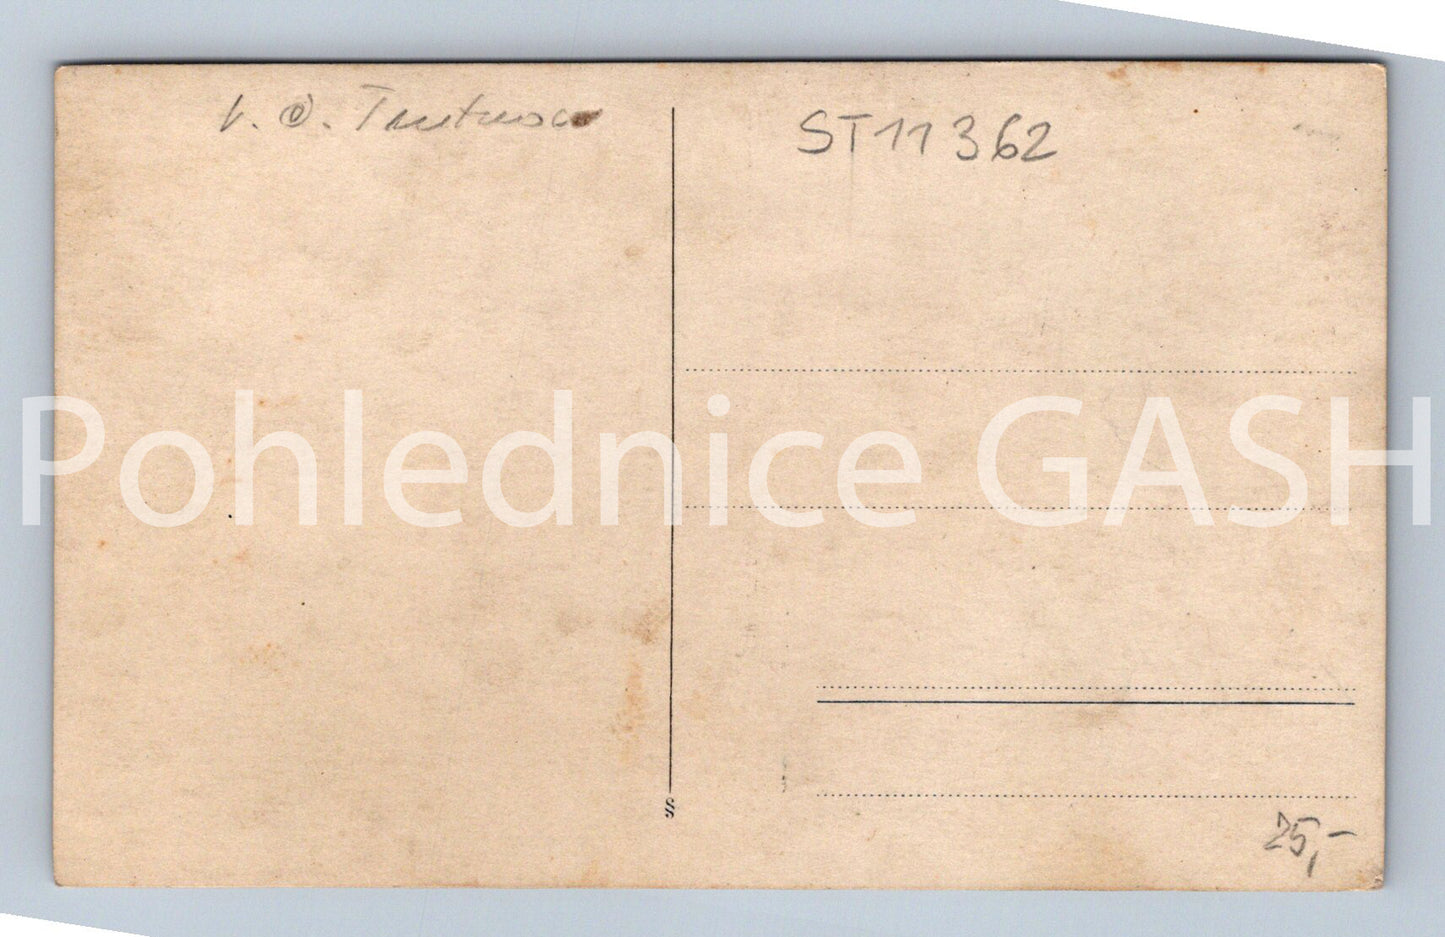 ST11362
Pohlednice GASH
§
25,-